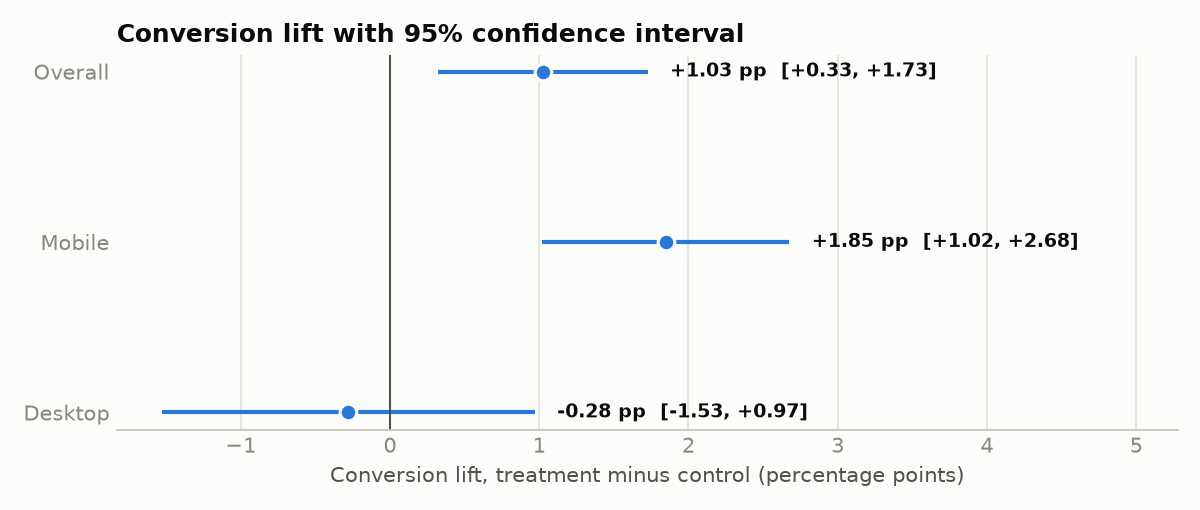 Conversion lift with 95% confidence interval
Overall +1.03 pp [+0.33, +1.73]
Mobile +1.85 pp [+1.02, +2.68]
Desktop -0.28 pp [-1.53, +0.97]
−1 0 1 2 3 4 5
Conversion lift, treatment minus control (percentage points)